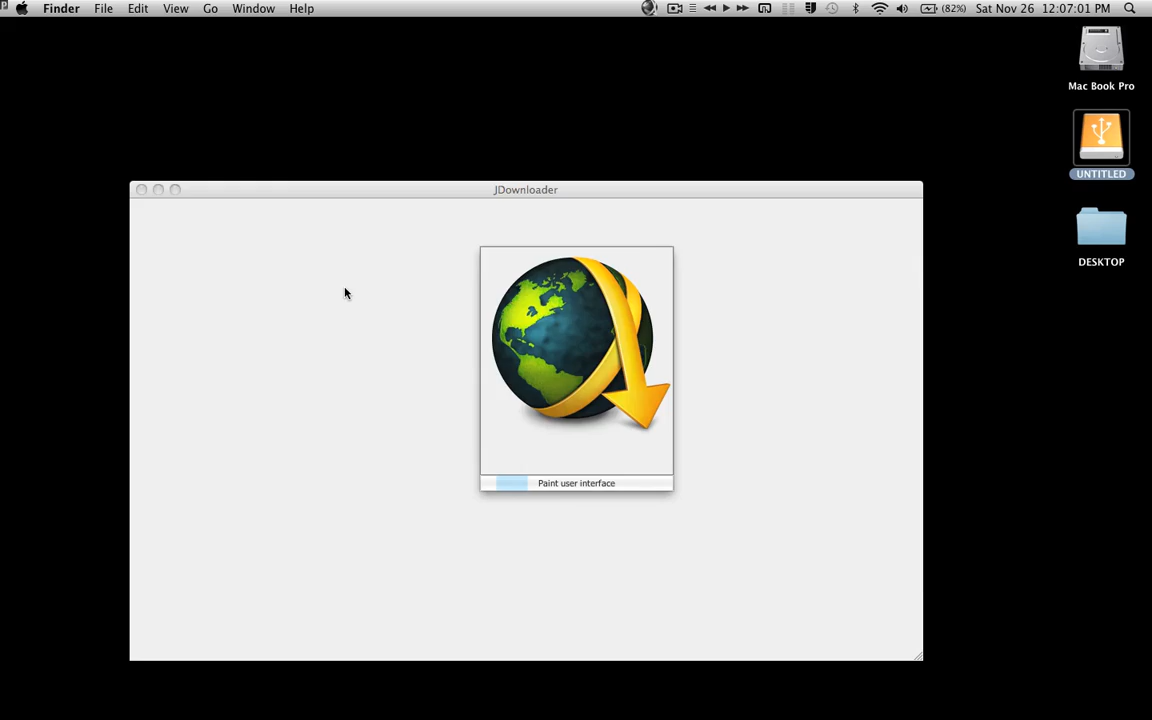 Finder File Edit View Go Window Help (82%) Sat Nov 26 12:07:01 PM
Mac Book Pro
UNTITLED
JDownloader
DESKTOP
Paint user interface